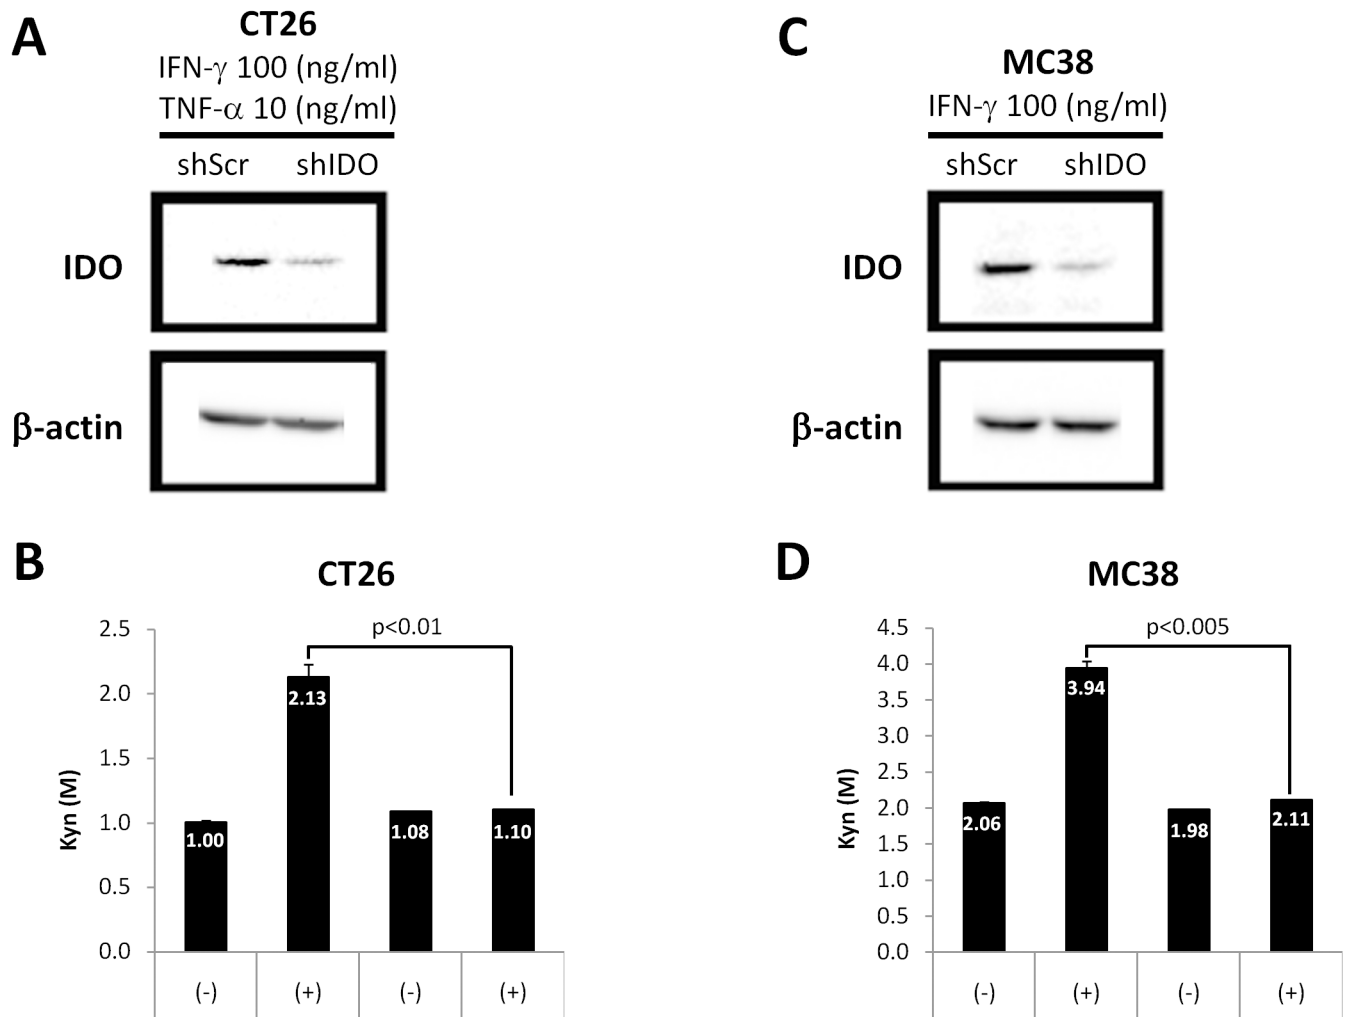 A
CT26
IFN-γ 100 (ng/ml)
TNF-α 10 (ng/ml)
shScr shIDO
IDO
β-actin
C
MC38
IFN-γ 100 (ng/ml)
shScr shIDO
IDO
β-actin
B
CT26
p<0.01
2.5
2.0
1.5
1.0
0.5
0.0
Kyn (M)
1.00
2.13
1.08
1.10
(-) (+) (-) (+)
D
MC38
p<0.005
4.5
4.0
3.5
3.0
2.5
2.0
1.5
1.0
0.5
0.0
Kyn (M)
2.06
3.94
1.98
2.11
(-) (+) (-) (+)